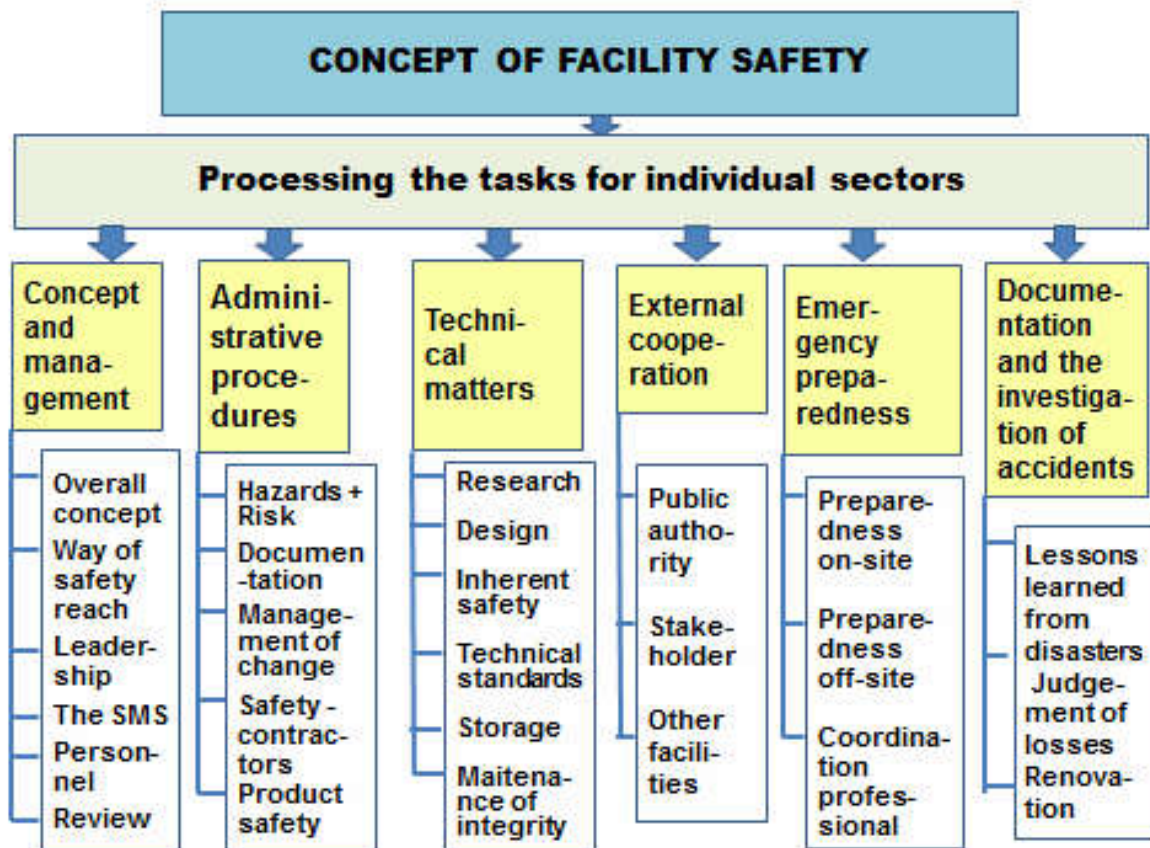 CONCEPT OF FACILITY SAFETY
Processing the tasks for individual sectors
Concept
and
mana-
gement
Overall
concept
Way of
safety
reach
Leader-
ship
The SMS
Person-
nel
Review
Admini-
strative
proce-
dures
Hazards +
Risk
Documen
-tation
Manage-
ment of
change
Safety -
contrac-
tors
Product
safety
Techni-
cal
matters
Research
Design
Inherent
safety
Technical
standards
Storage
Maitena-
nce of
integrity
External
coope-
ration
Public
autho-
rity
Stake-
holder
Other
facilities
Emer-
gency
prepa-
redness
Prepare-
dness
on-site
Prepare-
dness
off-site
Coordina-
tion
profes-
sional
Docume-
ntation
and the
investiga-
tion of
accidents
Lessons
learned
from
disasters
Judge-
ment of
losses
Renova-
tion